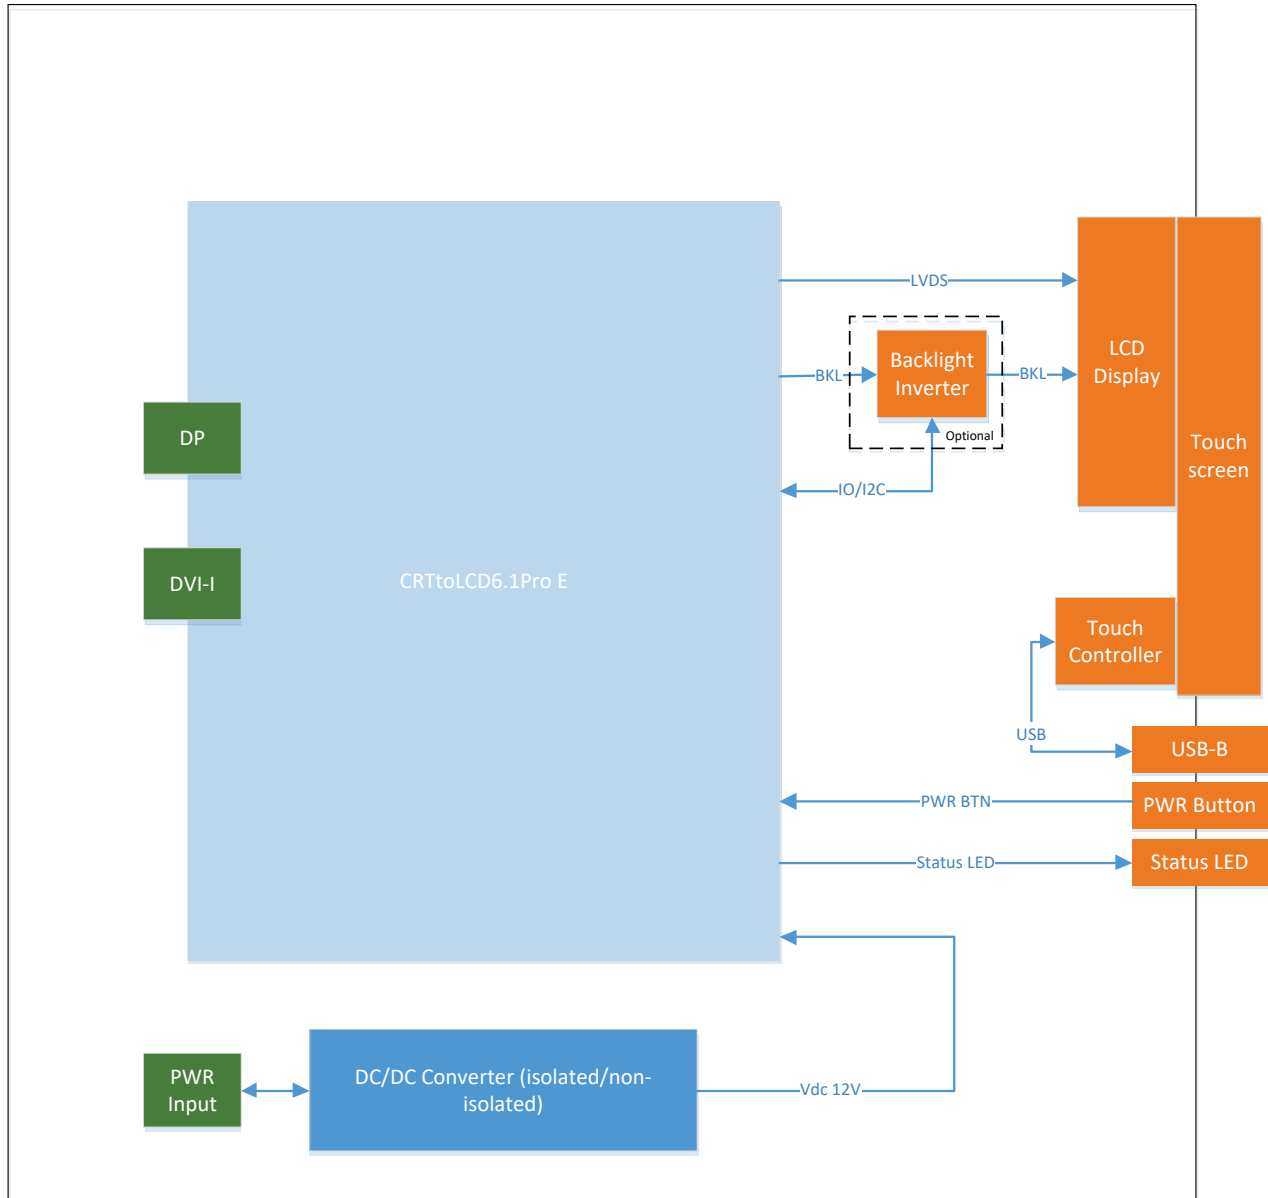 LVDS
Backlight
Inverter
BKL
BKL
LCD
Display
Optional
DP
Touch
screen
IO/I2C
DVI-I
CRTtoLCD6.1Pro E
Touch
Controller
USB
USB-B
PWR BTN
PWR Button
Status LED
Status LED
PWR
Input
DC/DC Converter (isolated/non-
isolated)
Vdc 12V